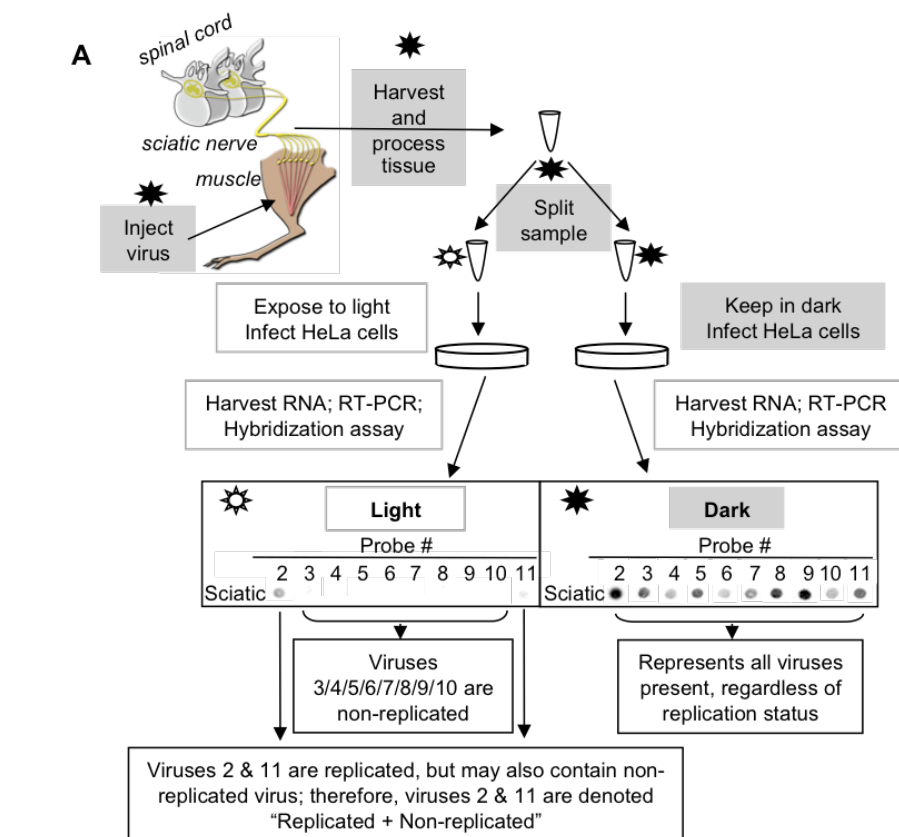 A
spinal cord
sciatic nerve
muscle
Inject
virus
Harvest
and
process
tissue
Split
sample
Expose to light
Infect HeLa cells
Keep in dark
Infect HeLa cells
Harvest RNA; RT-PCR;
Hybridization assay
Harvest RNA; RT-PCR
Hybridization assay
Light
Probe #
2 3 4 5 6 7 8 9 10 11
Sciatic
Dark
Probe #
2 3 4 5 6 7 8 9 10 11
Sciatic
Viruses
3/4/5/6/7/8/9/10 are
non-replicated
Represents all viruses
present, regardless of
replication status
Viruses 2 & 11 are replicated, but may also contain non-
replicated virus; therefore, viruses 2 & 11 are denoted
“Replicated + Non-replicated”